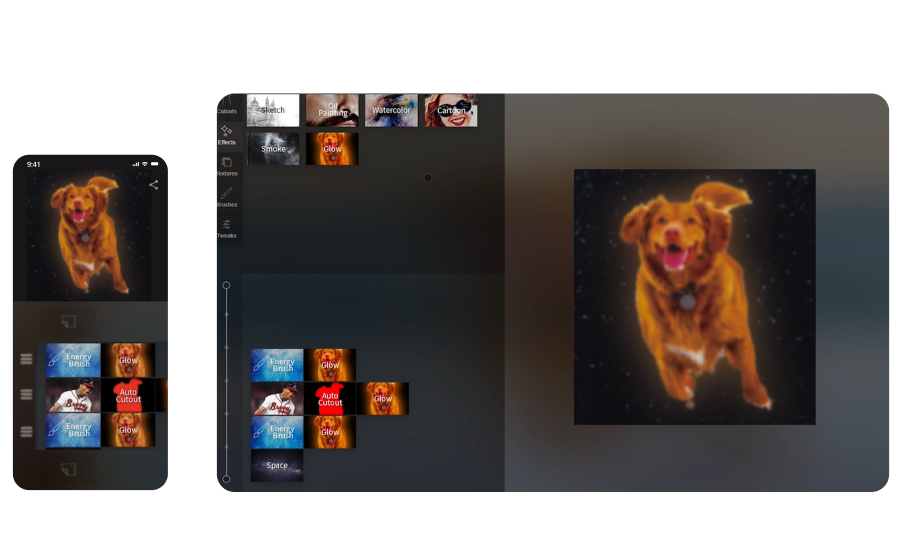 9:41
Energy
Brush
Glow
Auto
Cutout
Energy
Brush
Glow
Cutouts
Effects
Textures
Brushes
Tweaks
Sketch
Oil
Painting
Watercolor
Cartoon
Smoke
Glow
Energy
Brush
Glow
Auto
Cutout
Glow
Energy
Brush
Glow
Space